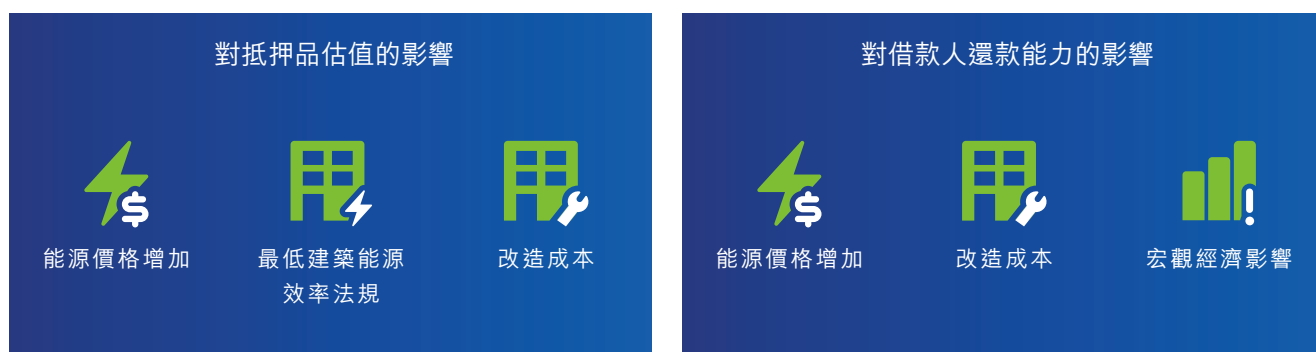 對抵押品估值的影響
能源價格增加
最低建築能源
效率法規
改造成本
對借款人還款能力的影響
能源價格增加
改造成本
宏觀經濟影響